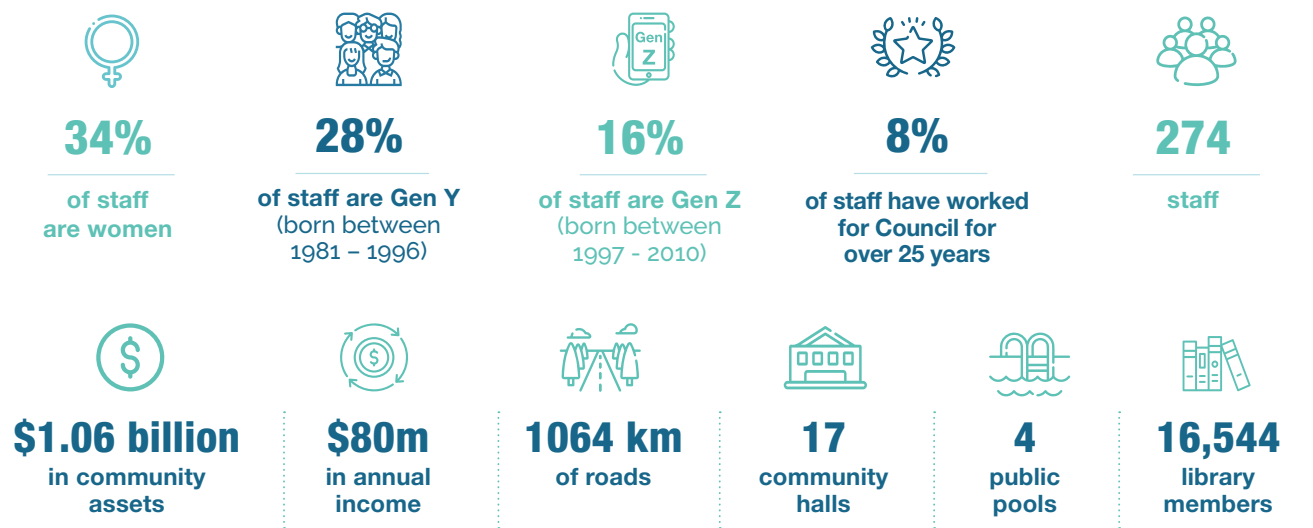 Gen
Z
34%
of staff
are women
28%
of staff are Gen Y
(born between
1981 – 1996)
16%
of staff are Gen Z
(born between
1997 - 2010)
8%
of staff have worked
for Council for
over 25 years
274
staff
$
$
$1.06 billion
in community
assets
$80m
in annual
income
1064 km
of roads
17
community
halls
4
public
pools
16,544
library
members